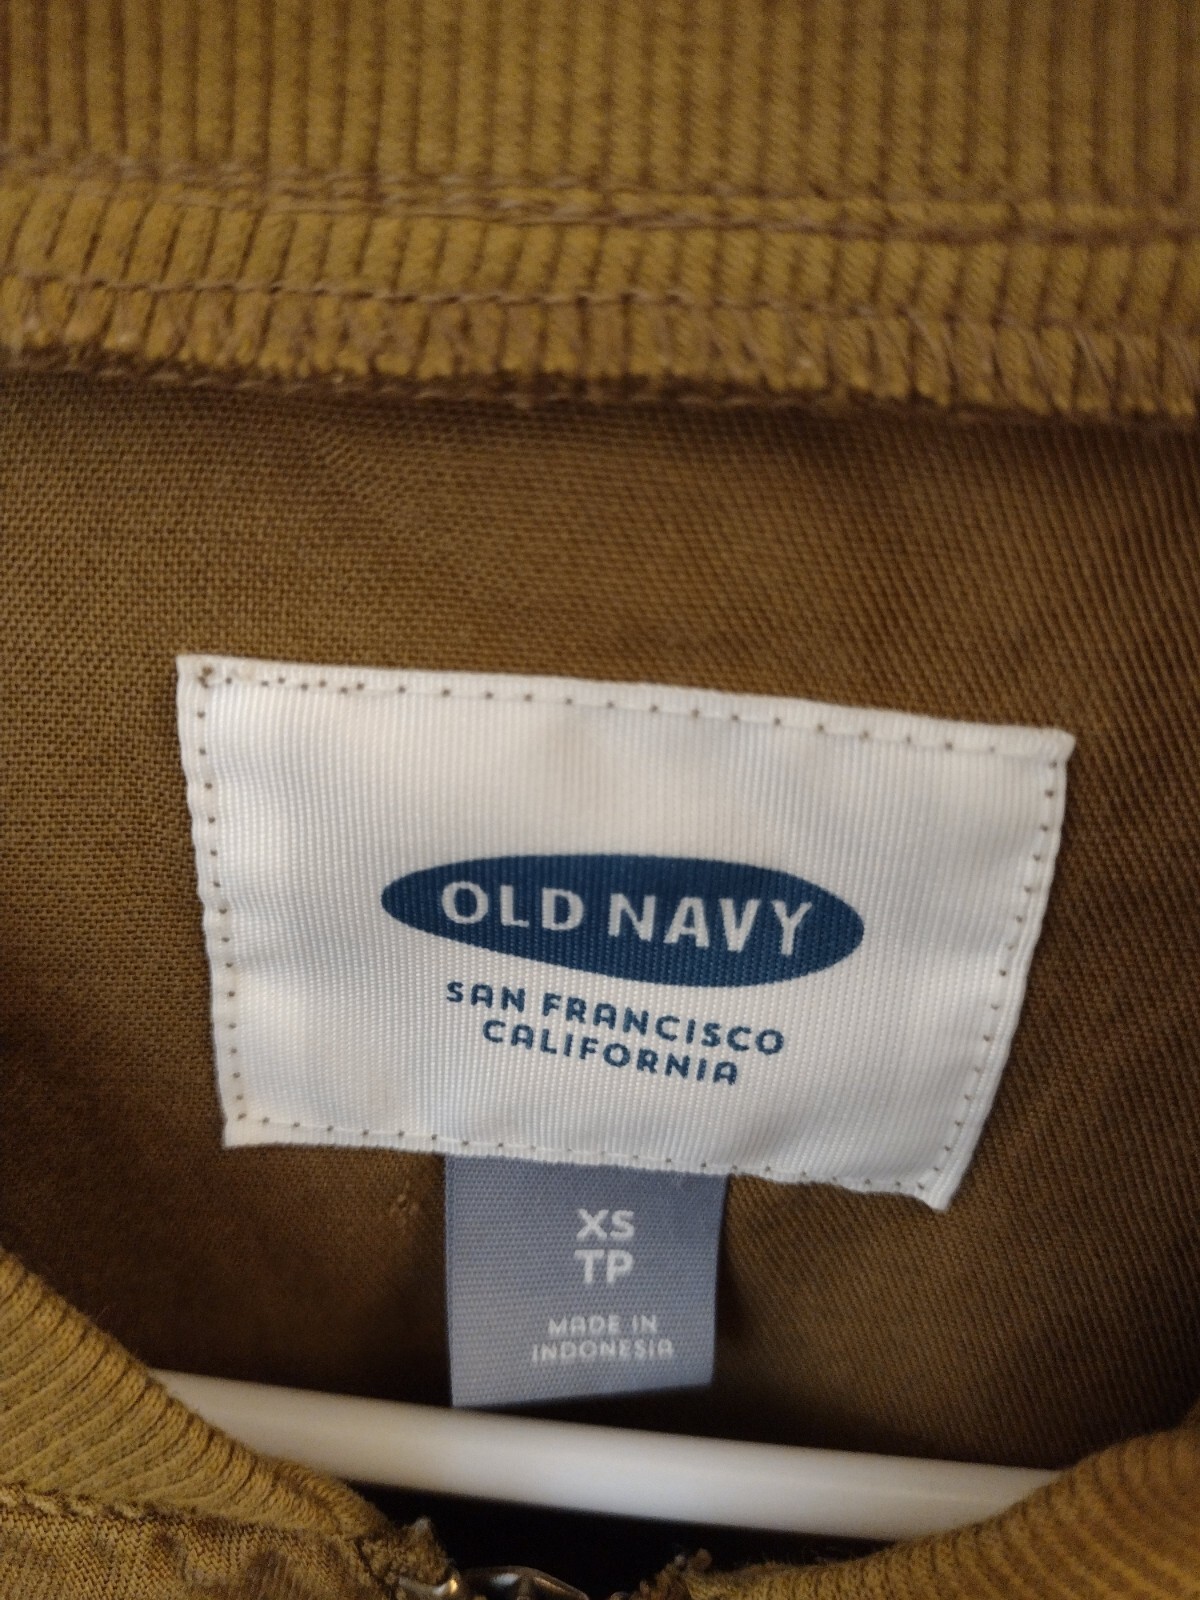 OLD NAVY
SAN FRANCISCO
CALIFORNIA
XS
TP
MADE IN
INDONESIA